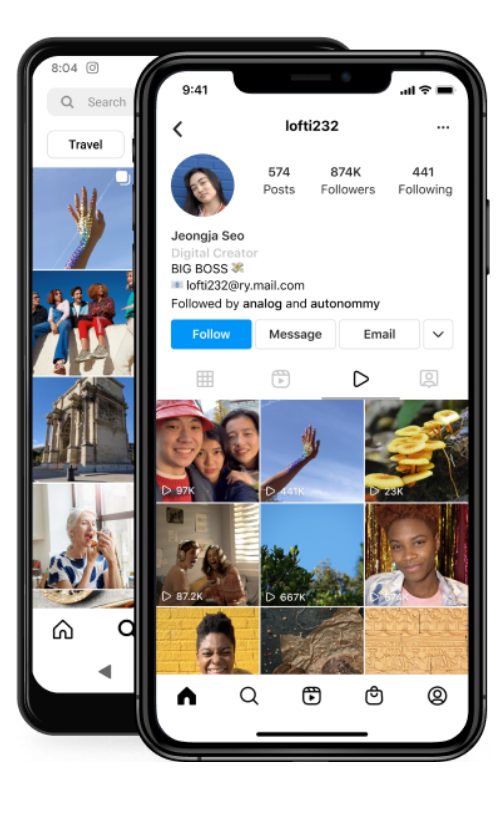 8:04
Search
Travel
9:41
lofti232
...
574 874K 441
Posts Followers Following
Jeongja Seo
Digital Creator
BIG BOSS 💸
📧 lofti232@ry.mail.com
Followed by analog and autonommy
Follow Message Email
97K 441K 23K
87.2K 667K